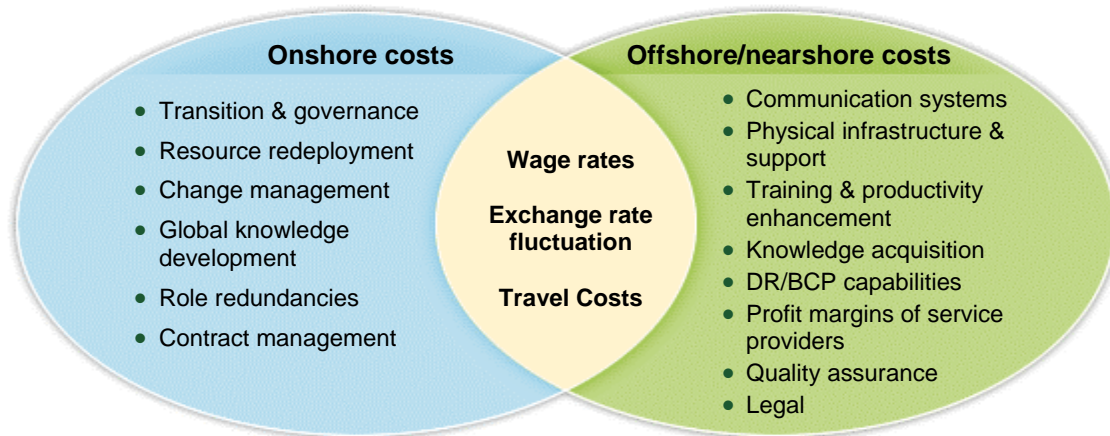 Onshore costs
• Transition & governance
• Resource redeployment
• Change management
• Global knowledge
development
• Role redundancies
• Contract management
Wage rates
Exchange rate
fluctuation
Travel Costs
Offshore/nearshore costs
• Communication systems
• Physical infrastructure &
support
• Training & productivity
enhancement
• Knowledge acquisition
• DR/BCP capabilities
• Profit margins of service
providers
• Quality assurance
• Legal